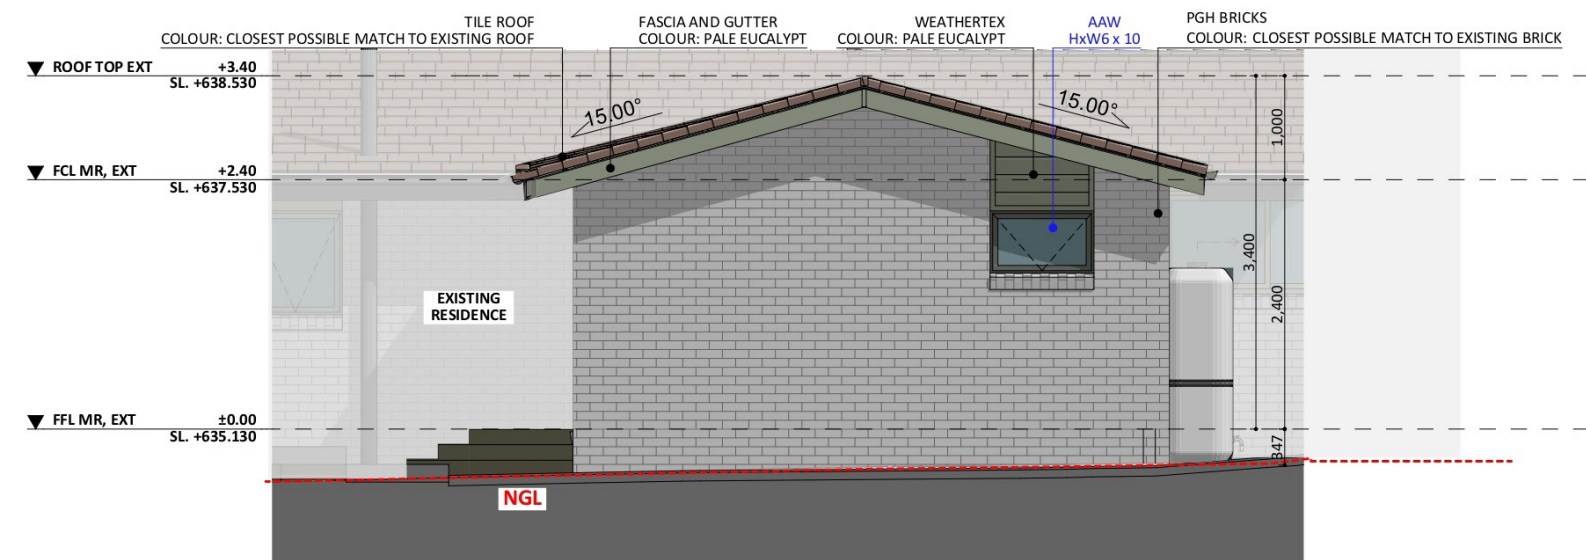 TILE ROOF
COLOUR: CLOSEST POSSIBLE MATCH TO EXISTING ROOF
FASCIA AND GUTTER
COLOUR: PALE EUCALYPT
WEATHERTEX
COLOUR: PALE EUCALYPT
AAW
HxW6 x 10
PGH BRICKS
COLOUR: CLOSEST POSSIBLE MATCH TO EXISTING BRICK
ROOF TOP EXT +3.40
SL. +638.530
15.00°
15.00°
1,000
FCL MR, EXT +2.40
SL. +637.530
3,400
2,400
EXISTING
RESIDENCE
FFL MR, EXT ±0.00
SL. +635.130
347
NGL